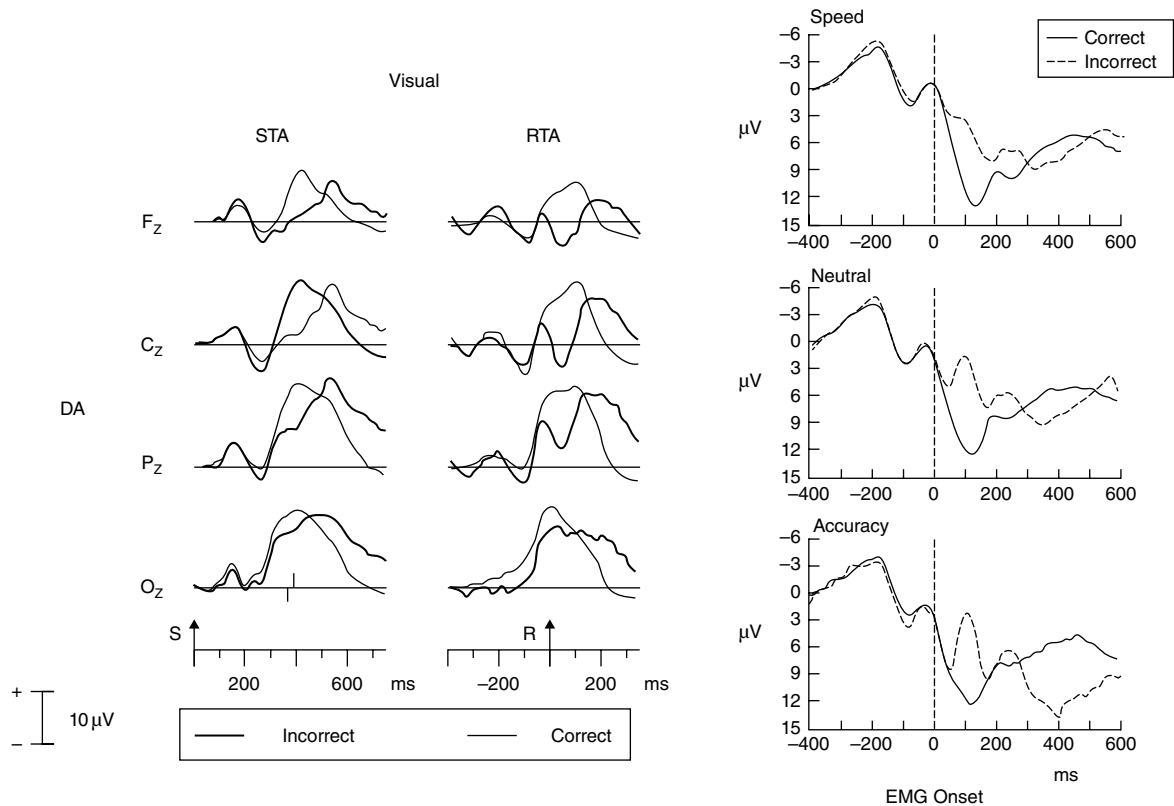 Visual
STA
RTA
DA
FZ
CZ
PZ
OZ
S
R
200 600 ms
−200 200 ms
+
10 µV
−
Incorrect Correct
Speed
Correct
Incorrect
−6
−3
0
3
6
9
12
15
µV
−400 −200 0 200 400 600
Neutral
−6
−3
0
3
6
9
12
15
µV
−400 −200 0 200 400 600
Accuracy
−6
−3
0
3
6
9
12
15
µV
−400 −200 0 200 400 600
ms
EMG Onset